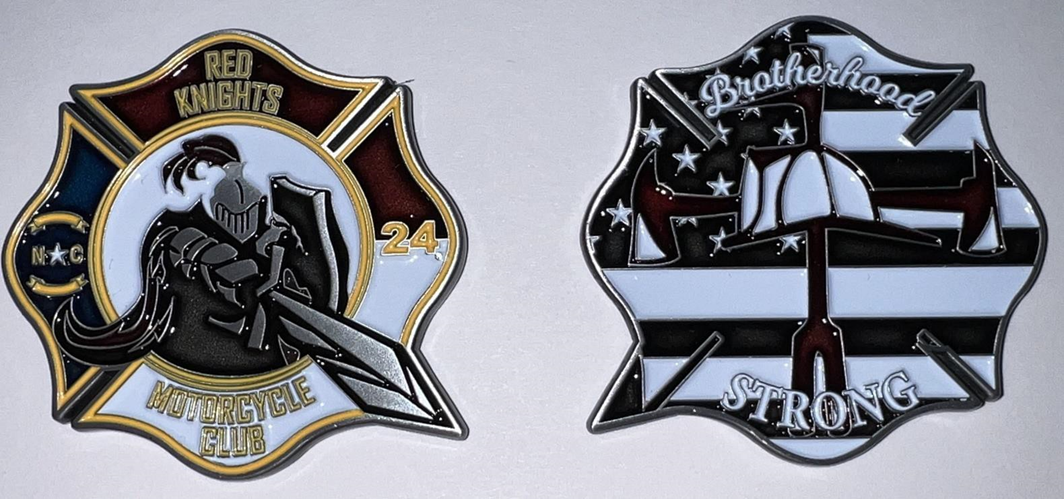 RED
KNIGHTS
N C
24
MOTORCYCLE
CLUB
Brotherhood
STRONG